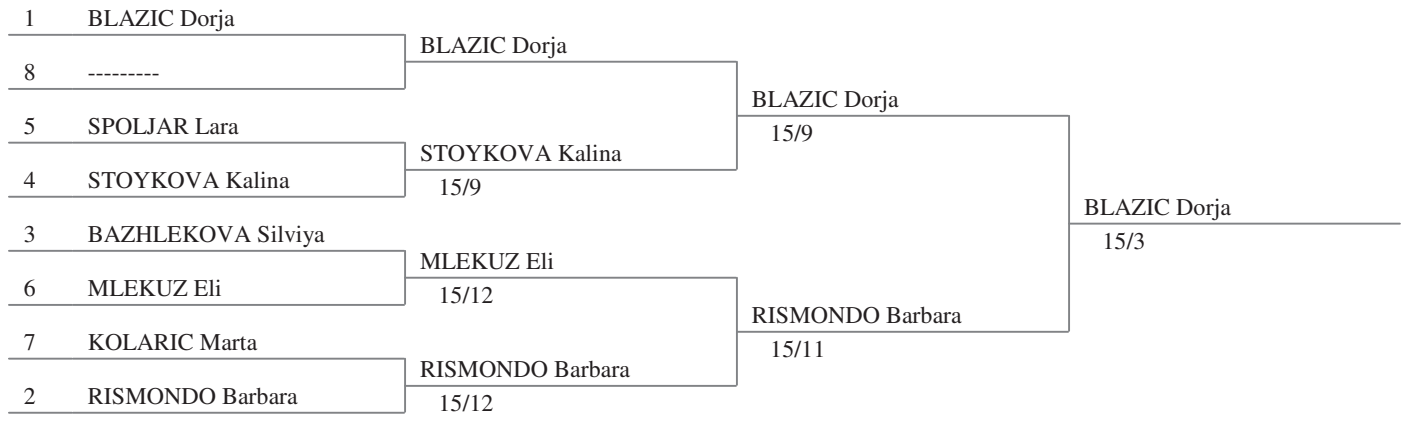 1 BLAZIC Dorja
BLAZIC Dorja
8 ---------
BLAZIC Dorja
15/9
5 SPOLJAR Lara
STOYKOVA Kalina
15/9
4 STOYKOVA Kalina
BLAZIC Dorja
15/3
3 BAZHLEKOVA Silviya
MLEKUZ Eli
15/12
6 MLEKUZ Eli
RISMONDO Barbara
15/11
7 KOLARIC Marta
RISMONDO Barbara
15/12
2 RISMONDO Barbara